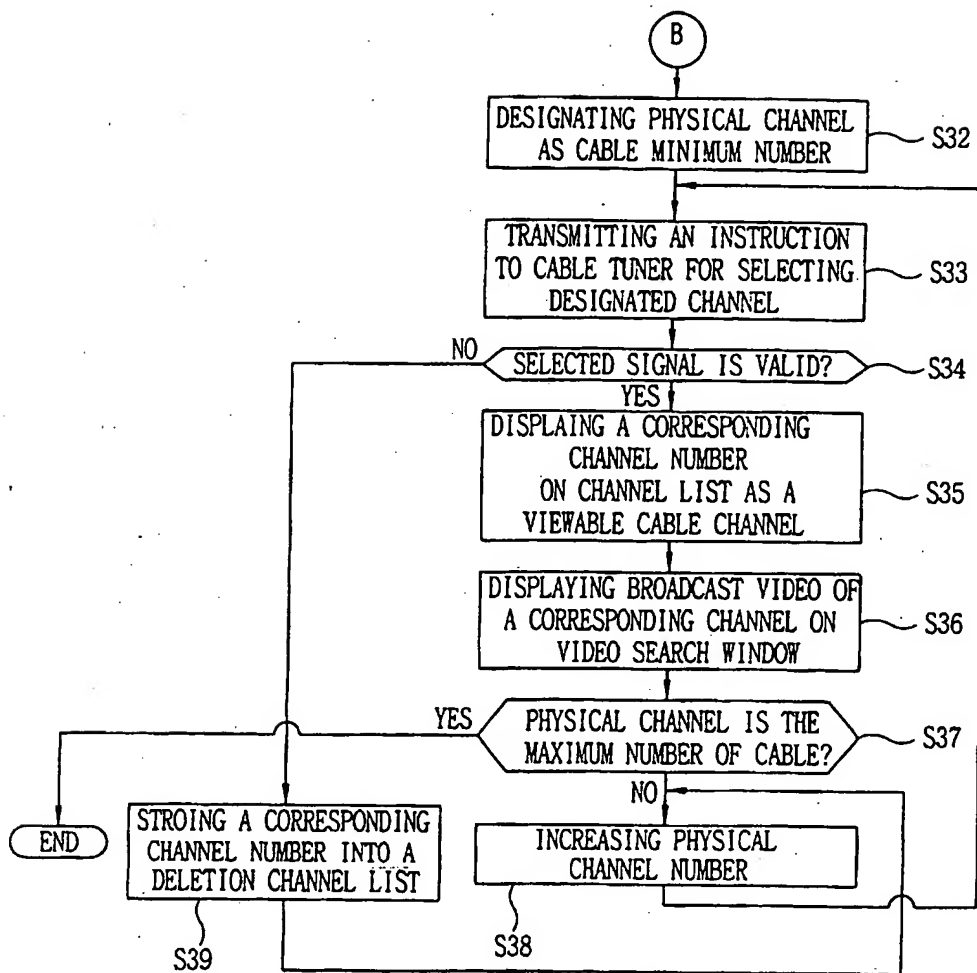 B
DESIGNATING PHYSICAL CHANNEL
AS CABLE MINIMUM NUMBER
S32
TRANSMITTING AN INSTRUCTION
TO CABLE TUNER FOR SELECTING
DESIGNATED CHANNEL
S33
NO
SELECTED SIGNAL IS VALID?
S34
YES
DISPLAING A CORRESPONDING
CHANNEL NUMBER
ON CHANNEL LIST AS A
VIEWABLE CABLE CHANNEL
S35
DISPLAYING BROADCAST VIDEO OF
A CORRESPONDING CHANNEL ON
VIDEO SEARCH WINDOW
S36
YES
PHYSICAL CHANNEL IS THE
MAXIMUM NUMBER OF CABLE?
S37
NO
END
STROING A CORRESPONDING
CHANNEL NUMBER INTO A
DELETION CHANNEL LIST
INCREASING PHYSICAL
CHANNEL NUMBER
S39
S38